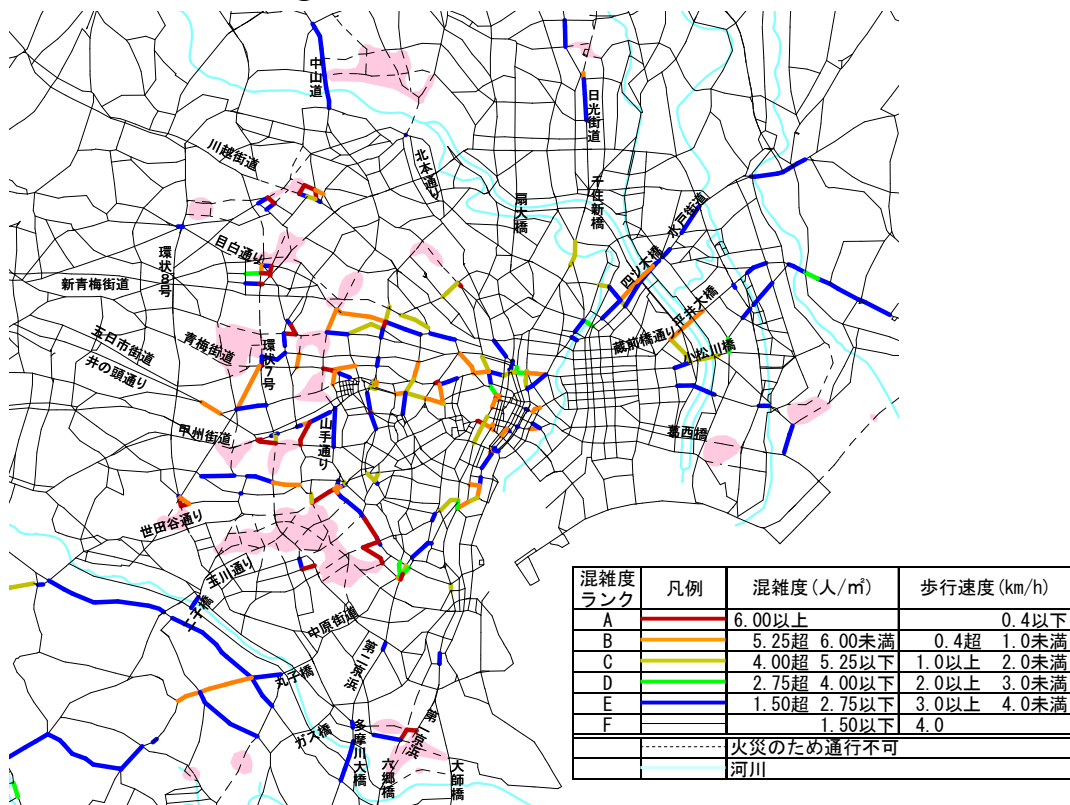 中山道
日光街道
川越街道
北本通り
扇大橋
千住新橋
水戸街道
目白通り
環状8号
四ツ木橋
新青梅街道
平井大橋
蔵前橋通り
小松川橋
五日市街道
青梅街道
環状7号
井の頭通り
甲州街道
山手通り
葛西橋
世田谷通り
玉川通り
二子橋
中原街道
第二京浜
丸子橋
ガス橋
多摩川大橋
六郷橋
第一京浜
大師橋
混雑度ランク 凡例 混雑度(人/㎡) 歩行速度(km/h)
A 6.00以上 0.4以下
B 5.25超 6.00未満 0.4超 1.0未満
C 4.00超 5.25以下 1.0以上 2.0未満
D 2.75超 4.00以下 2.0以上 3.0未満
E 1.50超 2.75以下 3.0以上 4.0未満
F 1.50以下 4.0
火災のため通行不可
河川